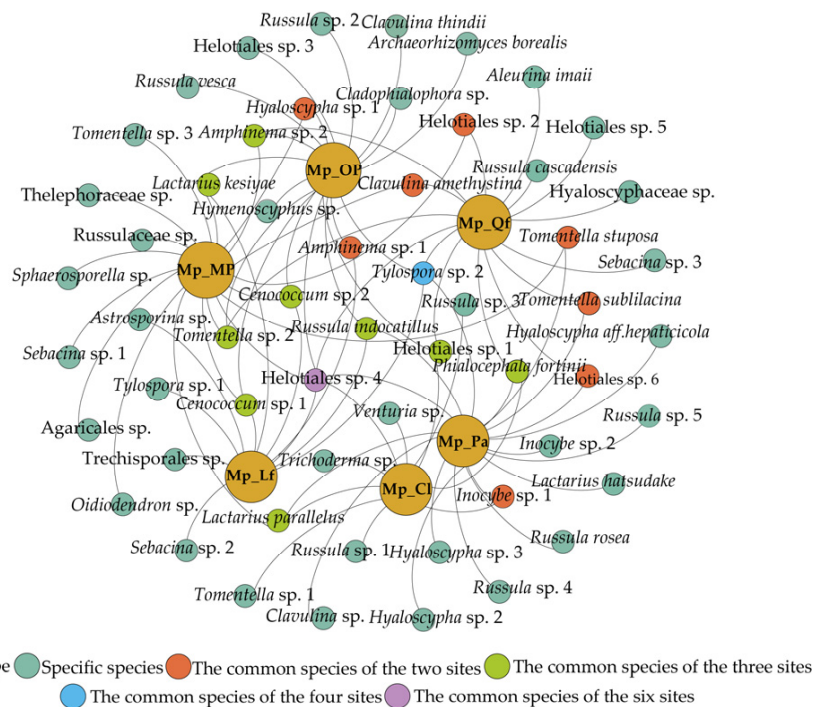 Russula sp. 2
Clavulina thindii
Helotiales sp. 3
Archaeorhizomyces borealis
Russula vesca
Aleurina imaii
Cladophialophora sp.
Hyaloscypha sp. 1
Tomentella sp. 3
Amphinema sp. 2
Helotiales sp. 2
Helotiales sp. 5
Mp_OP
Russula cascadensis
Lactarius kesiyae
Clavulina amethystina
Thelephoraceae sp.
Hyaloscyphaceae sp.
Hymenoscyphus sp.
Mp_Qf
Russulaceae sp.
Amphinema sp. 1
Tomentella stuposa
Sphaerosporella sp.
Mp_MP
Tylospora sp. 2
Sebacina sp. 3
Cenococcum sp. 2
Russula sp. 3
Tomentella sublilacina
Astrosporina sp.
Tomentella sp. 2
Russula indocatillus
Hyaloscypha aff.hepaticicola
Sebacina sp. 1
Helotiales sp. 1
Phialocephala fortinii
Tylospora sp. 1
Helotiales sp. 4
Helotiales sp. 6
Cenococcum sp. 1
Venturia sp.
Russula sp. 5
Agaricales sp.
Mp_Pa
Inocybe sp. 2
Trechisporales sp.
Trichoderma sp.
Mp_Lf
Mp_Cl
Lactarius hatsudake
Inocybe sp. 1
Oidiodendron sp.
Lactarius parallelus
Russula rosea
Sebacina sp. 2
Russula sp. 1
Hyaloscypha sp. 3
Tomentella sp. 1
Russula sp. 4
Clavulina sp.
Hyaloscypha sp. 2
Specific species The common species of the two sites The common species of the three sites
The common species of the four sites The common species of the six sites